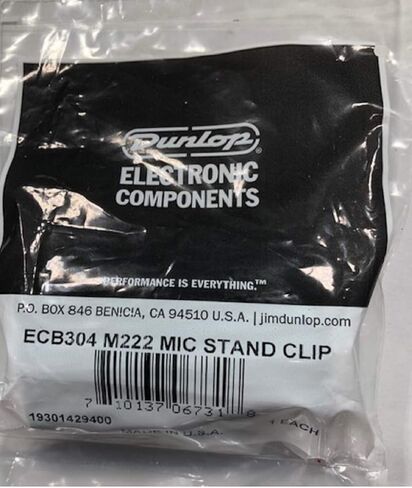 Dunlop®
ELECTRONIC
COMPONENTS
PERFORMANCE IS EVERYTHING.™
P.O. BOX 846 BENICIA, CA 94510 U.S.A. | jimdunlop.com
ECB304 M222 MIC STAND CLIP
7 10137 06731 8
19301429400
MADE IN U.S.A.
1 EACH